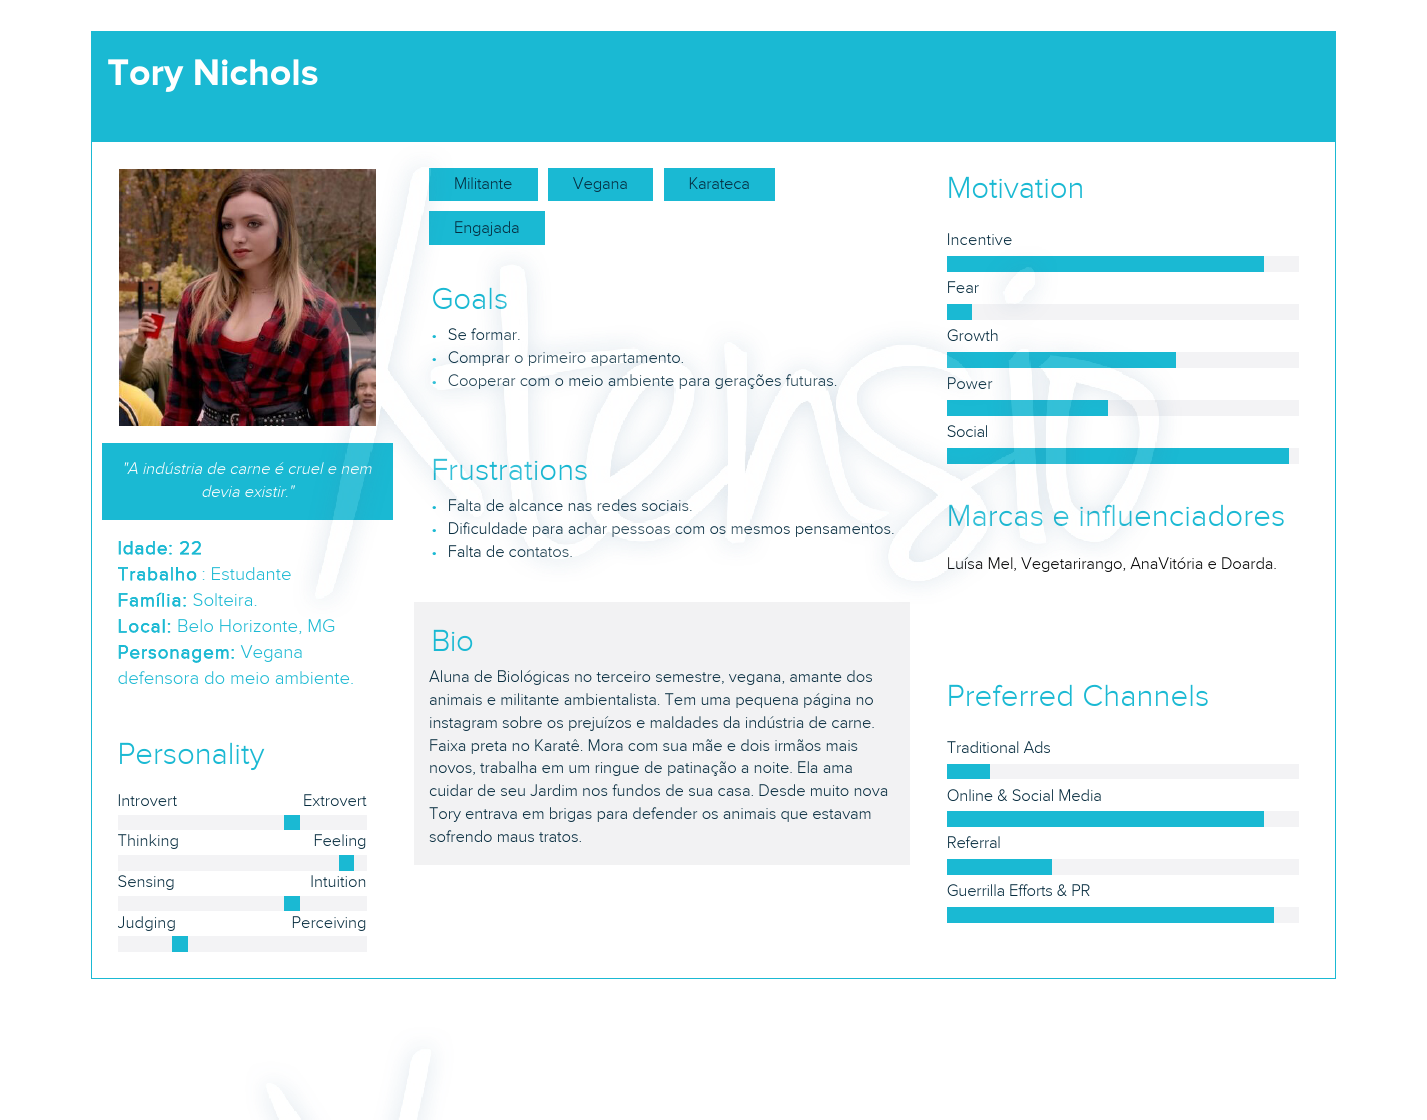 Tory Nichols
"A indústria de carne é cruel e nem
devia existir."
Idade: 22
Trabalho : Estudante
Família: Solteira.
Local: Belo Horizonte, MG
Personagem: Vegana
defensora do meio ambiente.
Personality
Introvert Extrovert
Thinking Feeling
Sensing Intuition
Judging Perceiving
Militante Vegana Karateca
Engajada
Goals
Se formar.
Comprar o primeiro apartamento.
Cooperar com o meio ambiente para gerações futuras.
Frustrations
Falta de alcance nas redes sociais.
Dificuldade para achar pessoas com os mesmos pensamentos.
Falta de contatos.
Bio
Aluna de Biológicas no terceiro semestre, vegana, amante dos
animais e militante ambientalista. Tem uma pequena página no
instagram sobre os prejuízos e maldades da indústria de carne.
Faixa preta no Karatê. Mora com sua mãe e dois irmãos mais
novos, trabalha em um ringue de patinação a noite. Ela ama
cuidar de seu Jardim nos fundos de sua casa. Desde muito nova
Tory entrava em brigas para defender os animais que estavam
sofrendo maus tratos.
Motivation
Incentive
Fear
Growth
Power
Social
Marcas e influenciadores
Luísa Mel, Vegetarirango, AnaVitória e Doarda.
Preferred Channels
Traditional Ads
Online & Social Media
Referral
Guerrilla Efforts & PR
Xtensio